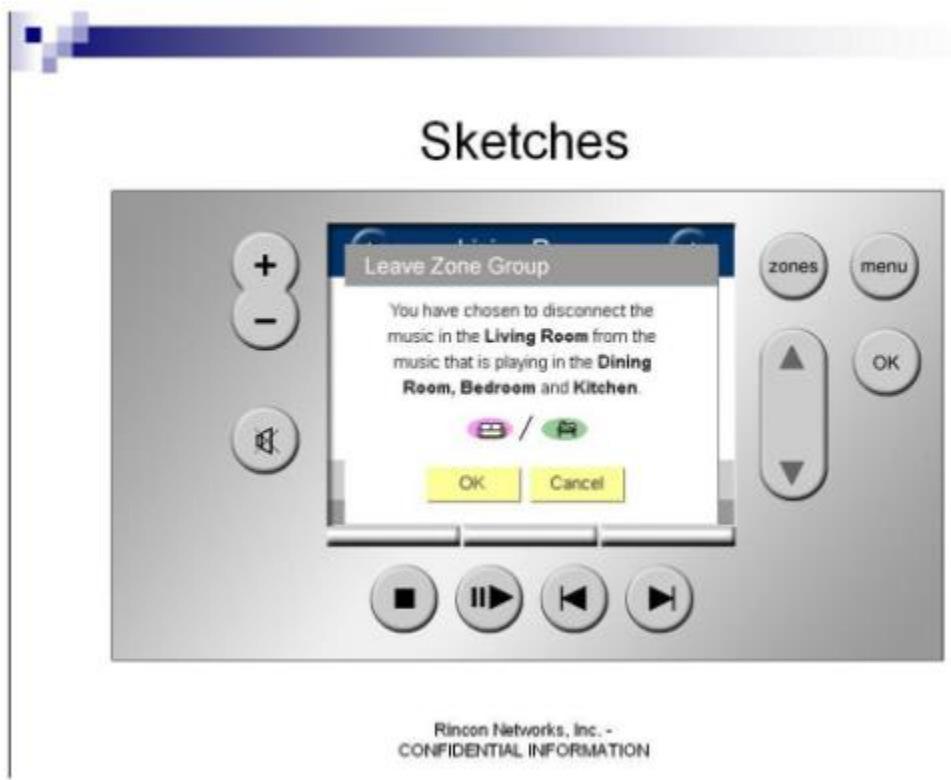 Sketches
+
−
zones
menu
OK
Leave Zone Group
You have chosen to disconnect the
music in the Living Room from the
music that is playing in the Dining
Room, Bedroom and Kitchen.
/
OK Cancel
Rincon Networks, Inc. -
CONFIDENTIAL INFORMATION